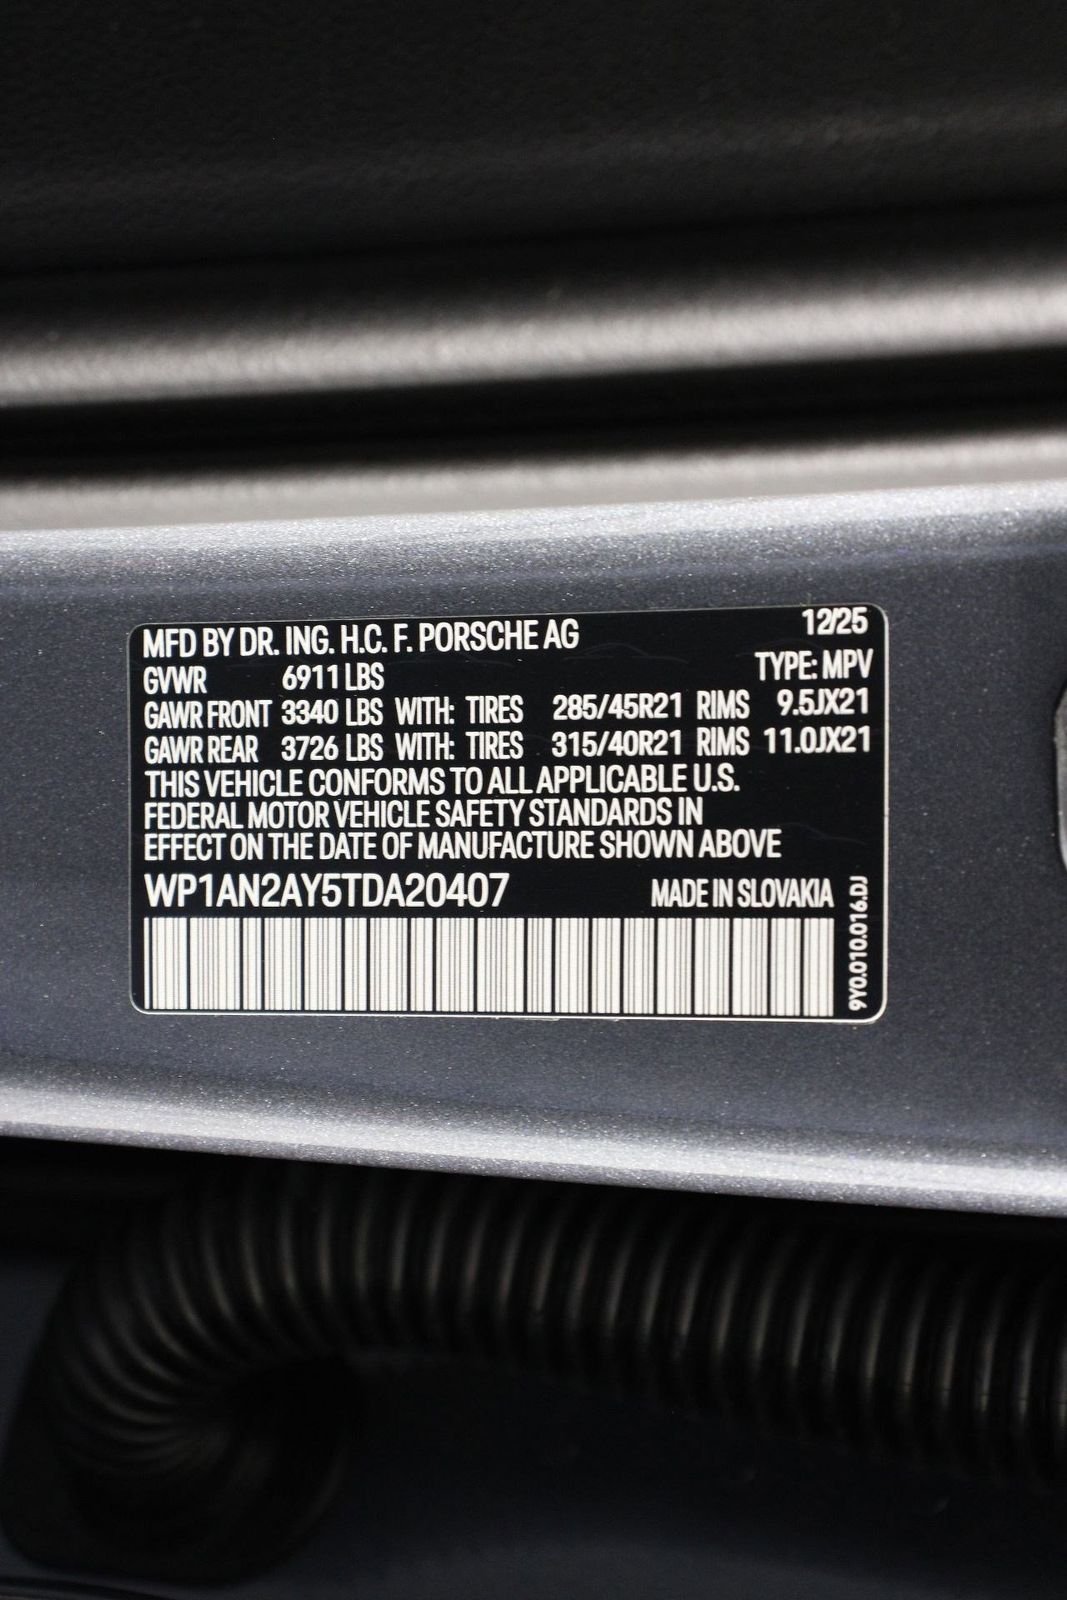 MFD BY DR. ING. H.C. F. PORSCHE AG 12/25
GVWR 6911 LBS TYPE: MPV
GAWR FRONT 3340 LBS WITH: TIRES 285/45R21 RIMS 9.5JX21
GAWR REAR 3726 LBS WITH: TIRES 315/40R21 RIMS 11.0JX21
THIS VEHICLE CONFORMS TO ALL APPLICABLE U.S.
FEDERAL MOTOR VEHICLE SAFETY STANDARDS IN
EFFECT ON THE DATE OF MANUFACTURE SHOWN ABOVE
WP1AN2AY5TDA20407 MADE IN SLOVAKIA
9Y0.010.016.DJ